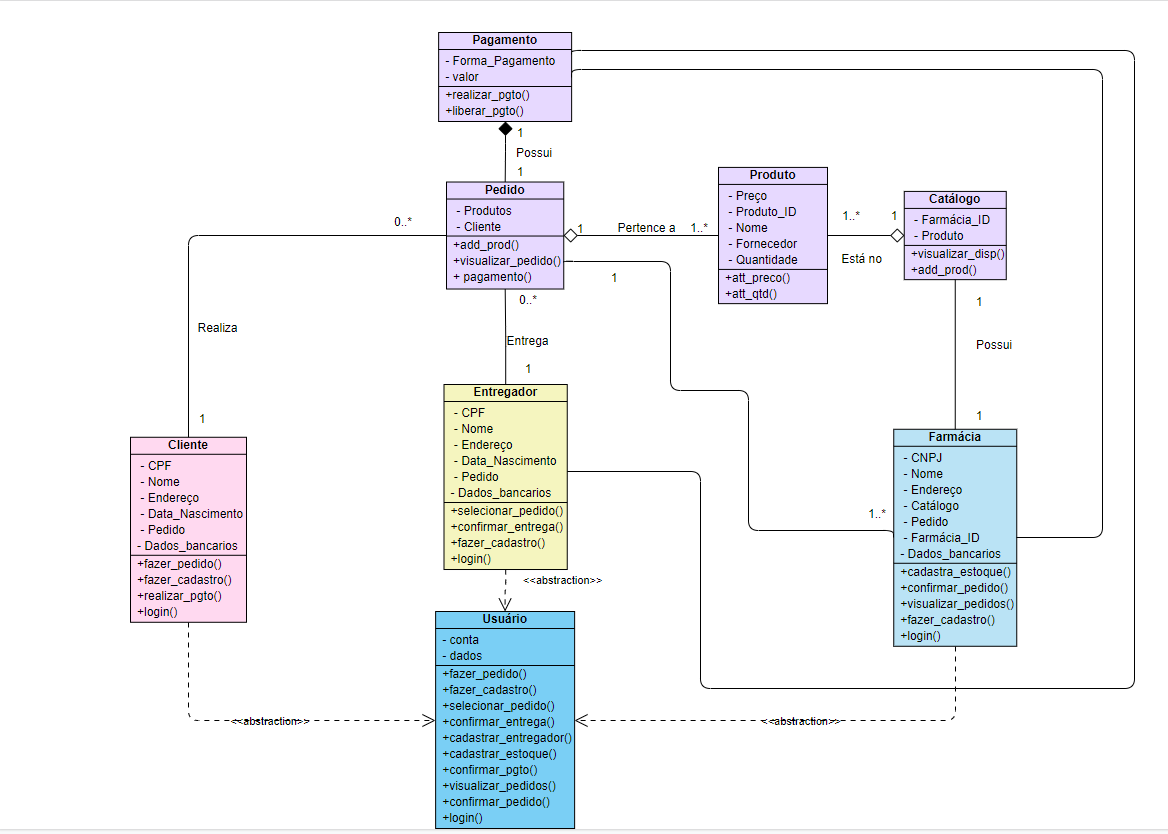 Pagamento
- Forma_Pagamento
- valor
+realizar_pgto()
+liberar_pgto()
1
Possui
1
Pedido
- Produtos
- Cliente
+add_prod()
+visualizar_pedido()
+ pagamento()
0..*
1
Pertence a
1..*
Produto
- Preço
- Produto_ID
- Nome
- Fornecedor
- Quantidade
+att_preco()
+att_qtd()
1..*
1
Está no
Catálogo
- Farmácia_ID
- Produto
+visualizar_disp()
+add_prod()
1
Possui
1
1
0..*
Entrega
1
Realiza
1
Cliente
- CPF
- Nome
- Endereço
- Data_Nascimento
- Pedido
- Dados_bancarios
+fazer_pedido()
+fazer_cadastro()
+realizar_pgto()
+login()
Entregador
- CPF
- Nome
- Endereço
- Data_Nascimento
- Pedido
- Dados_bancarios
+selecionar_pedido()
+confirmar_entrega()
+fazer_cadastro()
+login()
1..*
Farmácia
- CNPJ
- Nome
- Endereço
- Catálogo
- Pedido
- Farmácia_ID
- Dados_bancarios
+cadastra_estoque()
+confirmar_pedido()
+visualizar_pedidos()
+fazer_cadastro()
+login()
<<abstraction>>
<<abstraction>>
<<abstraction>>
Usuário
- conta
- dados
+fazer_pedido()
+fazer_cadastro()
+selecionar_pedido()
+confirmar_entrega()
+cadastrar_entregador()
+cadastrar_estoque()
+confirmar_pgto()
+visualizar_pedidos()
+confirmar_pedido()
+login()